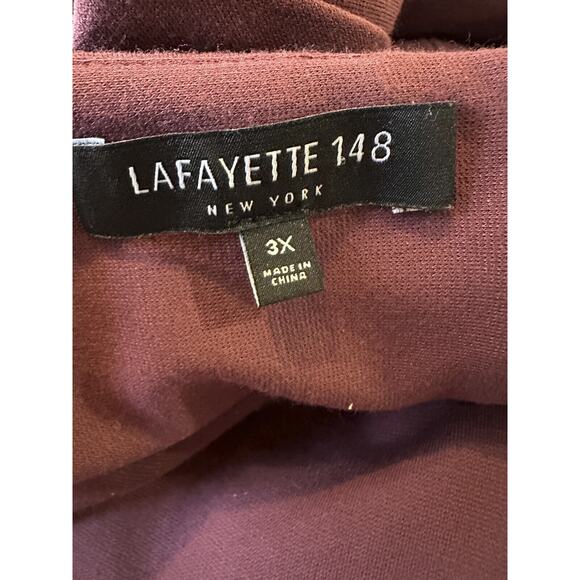 LAFAYETTE 148
NEW YORK
3X
MADE IN
CHINA